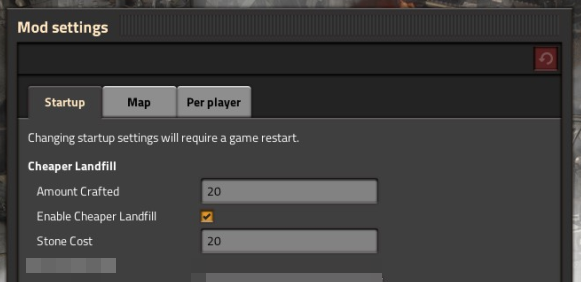 Mod settings
Startup Map Per player
Changing startup settings will require a game restart.
Cheaper Landfill
Amount Crafted 20
Enable Cheaper Landfill
Stone Cost 20